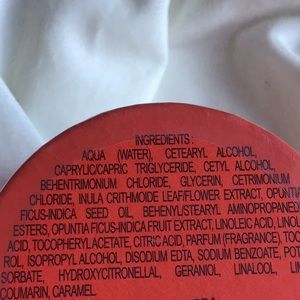 INGREDIENTS :
AQUA (WATER), CETEARYL ALCOHOL,
CAPRYLIC/CAPRIC TRIGLYCERIDE, CETYL ALCOHOL,
BEHENTRIMONIUM CHLORIDE, GLYCERIN, CETRIMONIUM
CHLORIDE, INULA CRITHMOIDE LEAF/FLOWER EXTRACT, OPUNTIA
FICUS-INDICA SEED OIL, BEHENYL/STEARYL AMINOPROPANED
ESTERS, OPUNTIA FICUS-INDICA FRUIT EXTRACT, LINOLEIC ACID, LINO
ACID, TOCOPHERYL ACETATE, CITRIC ACID, PARFUM (FRAGRANCE), TOC
ROL, ISOPROPYL ALCOHOL, DISODIUM EDTA, SODIUM BENZOATE, POT
SORBATE, HYDROXYCITRONELLAL, GERANIOL, LINALOOL, LIM
COUMARIN, CARAMEL